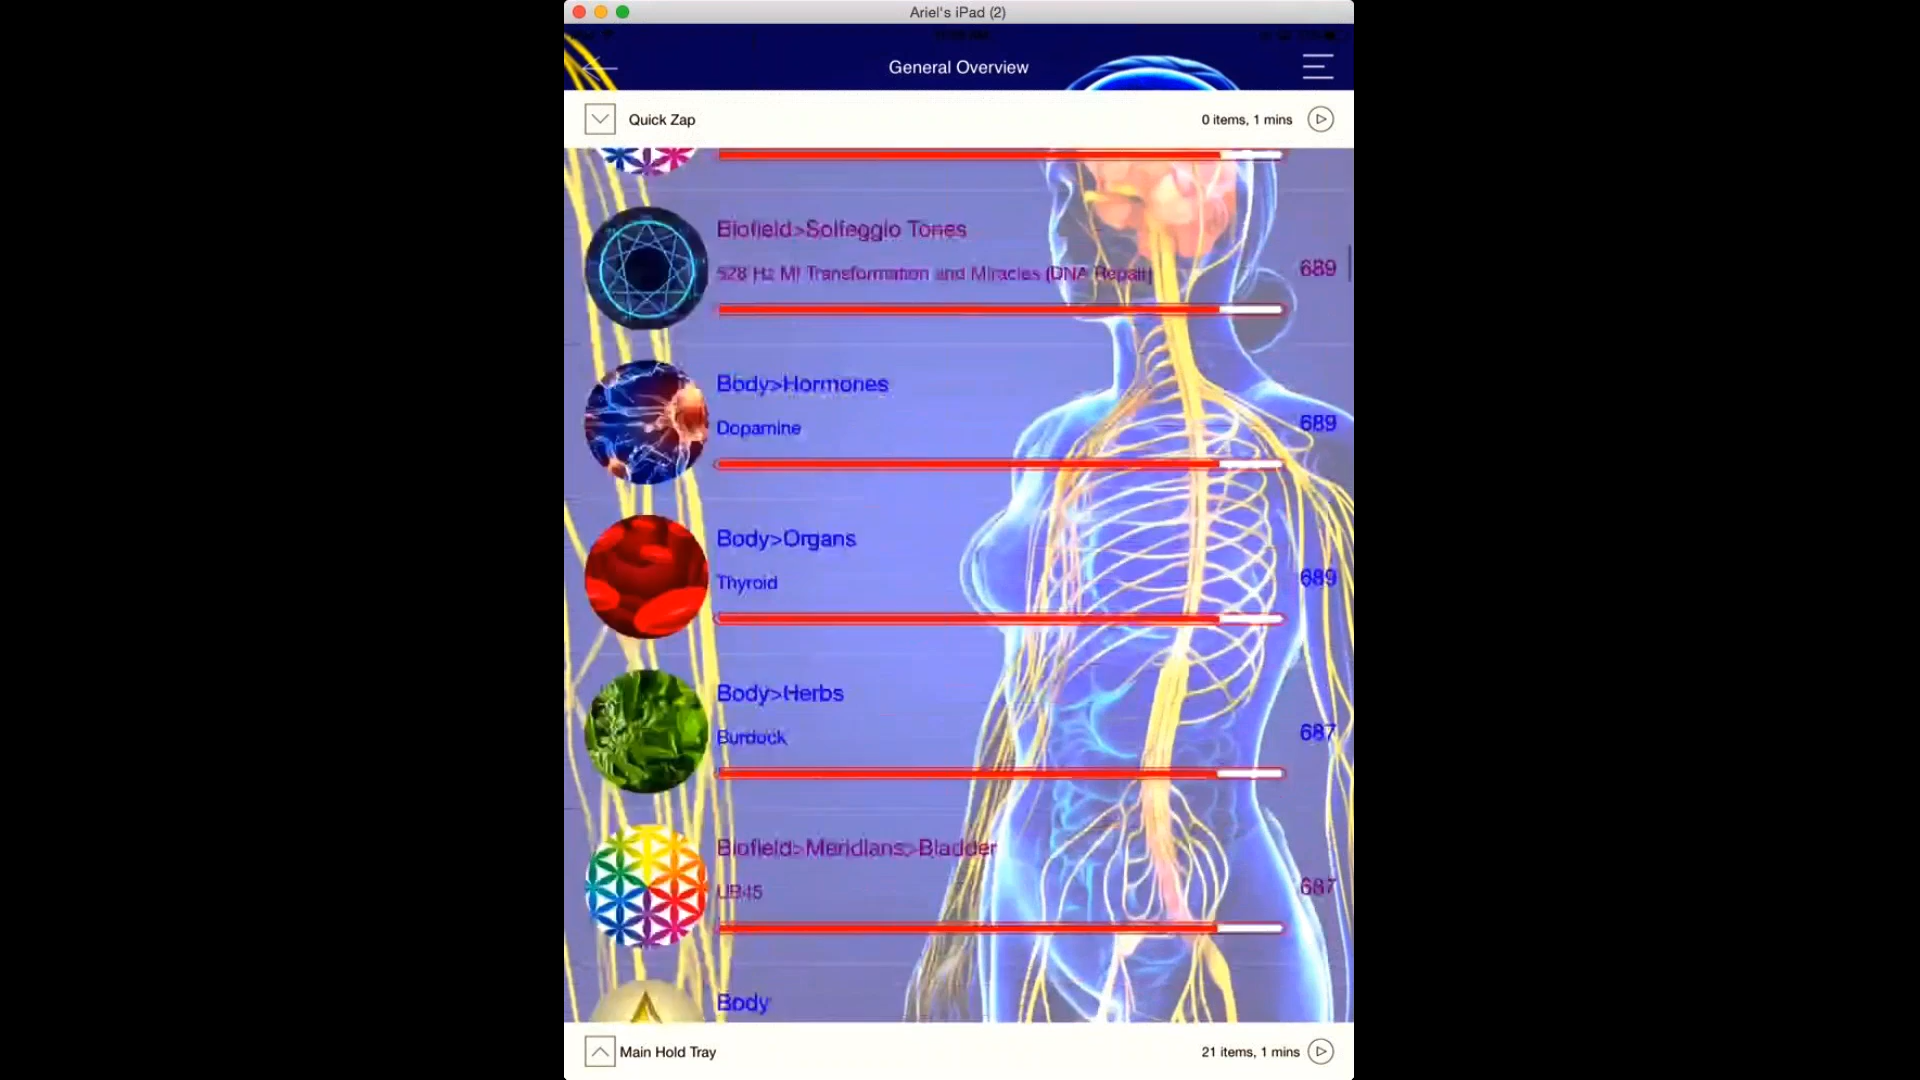 Ariel's iPad (2)
General Overview
Quick Zap
0 items, 1 mins
Biofield>Solfeggio Tones
528 Hz MI Transformation and Miracles (DNA Repair)
689
Body>Hormones
Dopamine
689
Body>Organs
Thyroid
689
Body>Herbs
Burdock
687
Biofield>Meridians>Bladder
UB45
687
Body
Main Hold Tray
21 items, 1 mins